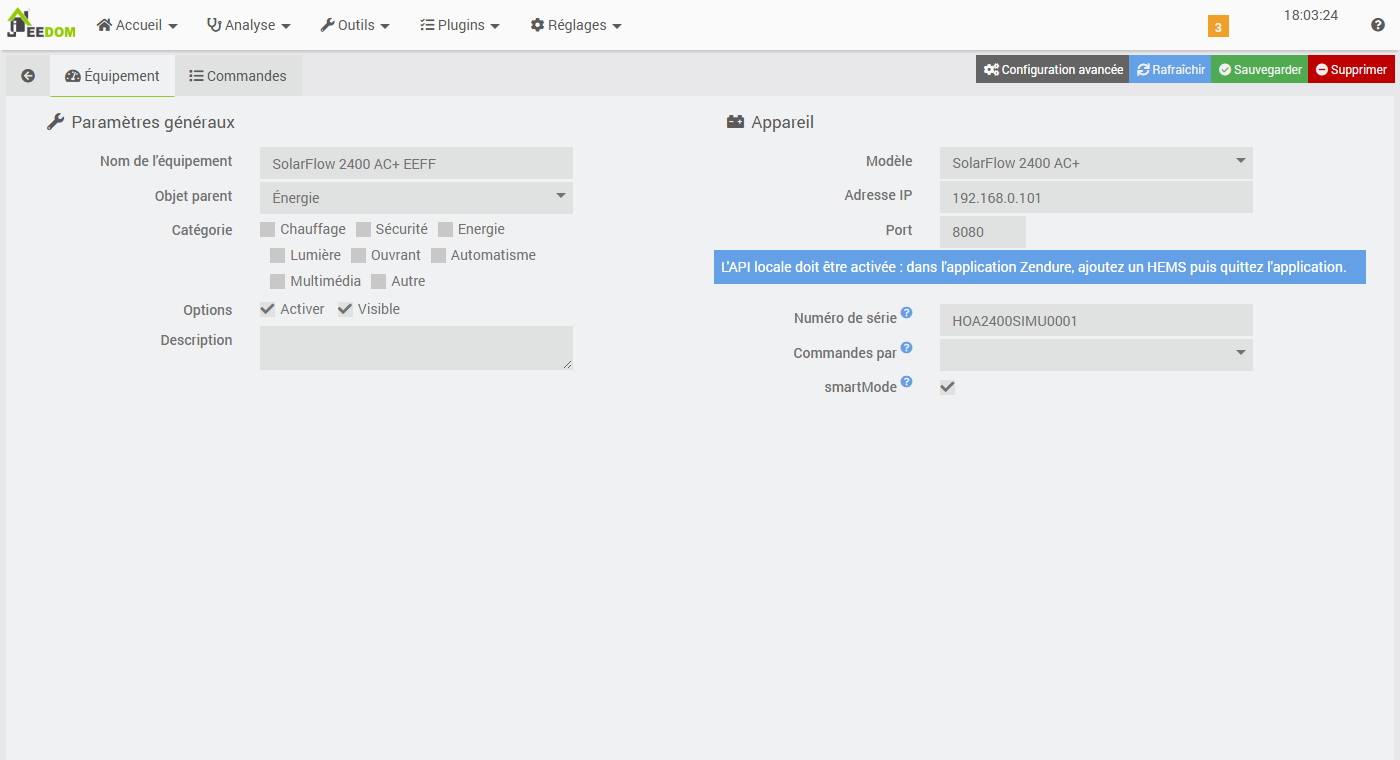 JEEDOM Accueil Analyse Outils Plugins Réglages 3 18:03:24
Équipement Commandes Configuration avancée Rafraîchir Sauvegarder Supprimer
Paramètres généraux
Nom de l'équipement SolarFlow 2400 AC+ EEFF
Objet parent Énergie
Catégorie Chauffage Sécurité Energie
Lumière Ouvrant Automatisme
Multimédia Autre
Options Activer Visible
Description
Appareil
Modèle SolarFlow 2400 AC+
Adresse IP 192.168.0.101
Port 8080
L'API locale doit être activée : dans l'application Zendure, ajoutez un HEMS puis quittez l'application.
Numéro de série HOA2400SIMU0001
Commandes par
smartMode